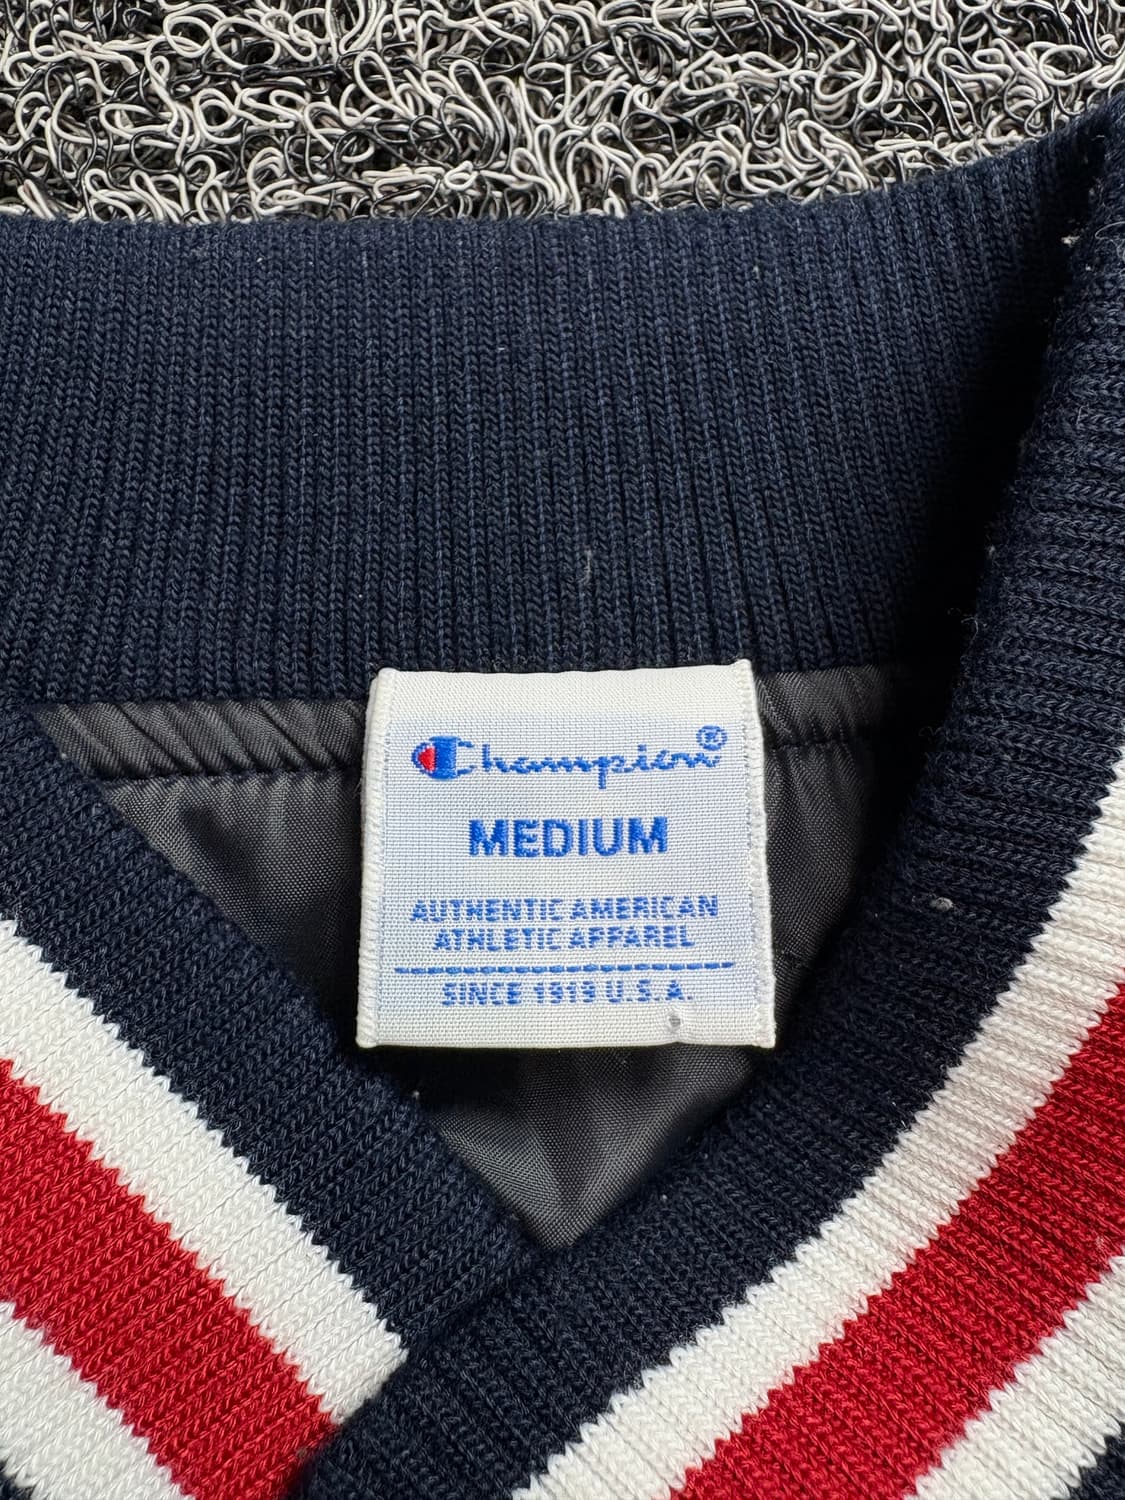 Champion®
MEDIUM
AUTHENTIC AMERICAN
ATHLETIC APPAREL
SINCE 1919 U.S.A.